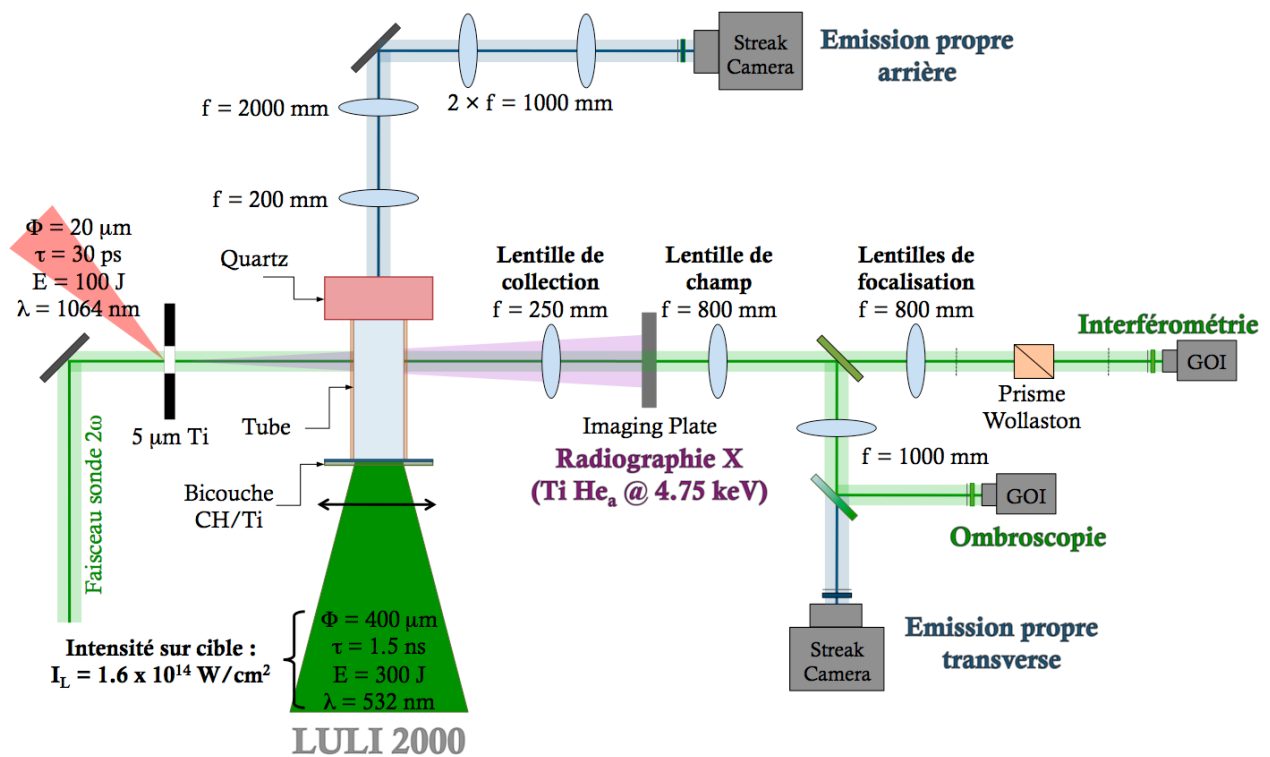 Streak
Camera
Emission propre
arrière
f = 2000 mm
2 × f = 1000 mm
f = 200 mm
Φ = 20 μm
τ = 30 ps
E = 100 J
λ = 1064 nm
Quartz
Lentille de
collection
f = 250 mm
Lentille de
champ
f = 800 mm
Lentilles de
focalisation
f = 800 mm
Interférométrie
GOI
Prisme
Wollaston
5 μm Ti
Tube
Imaging Plate
Radiographie X
(Ti Hea @ 4.75 keV)
f = 1000 mm
Bicouche
CH/Ti
GOI
Ombroscopie
Faisceau sonde 2ω
Intensité sur cible :
IL = 1.6 x 10¹⁴ W/cm²
Φ = 400 μm
τ = 1.5 ns
E = 300 J
λ = 532 nm
Streak
Camera
Emission propre
transverse
LULI 2000